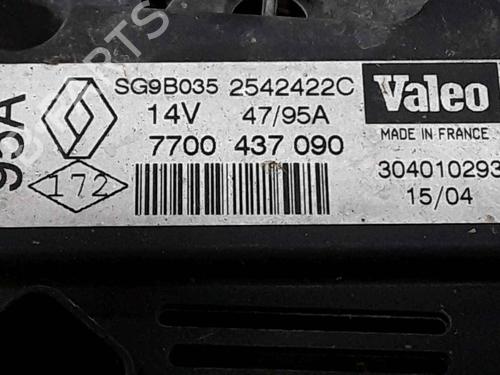 95A
SG9B035 2542422C
14V 47/95A
7700 437 090
172
Valeo
MADE IN FRANCE
304010293
15/04